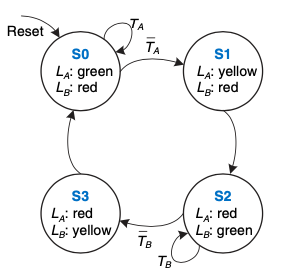 Reset
T_A
T̅_A
S0
L_A: green
L_B: red
S1
L_A: yellow
L_B: red
S3
L_A: red
L_B: yellow
S2
L_A: red
L_B: green
T̅_B
T_B